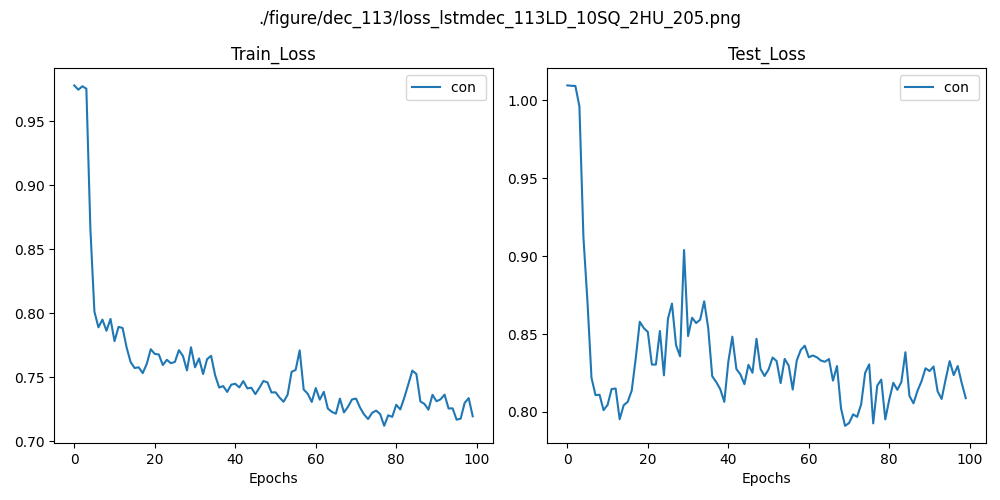 ./figure/dec_113/loss_lstmdec_113LD_10SQ_2HU_205.png
Train_Loss
con
0.95
0.90
0.85
0.80
0.75
0.70
0 20 40 60 80 100
Epochs
Test_Loss
con
1.00
0.95
0.90
0.85
0.80
0 20 40 60 80 100
Epochs